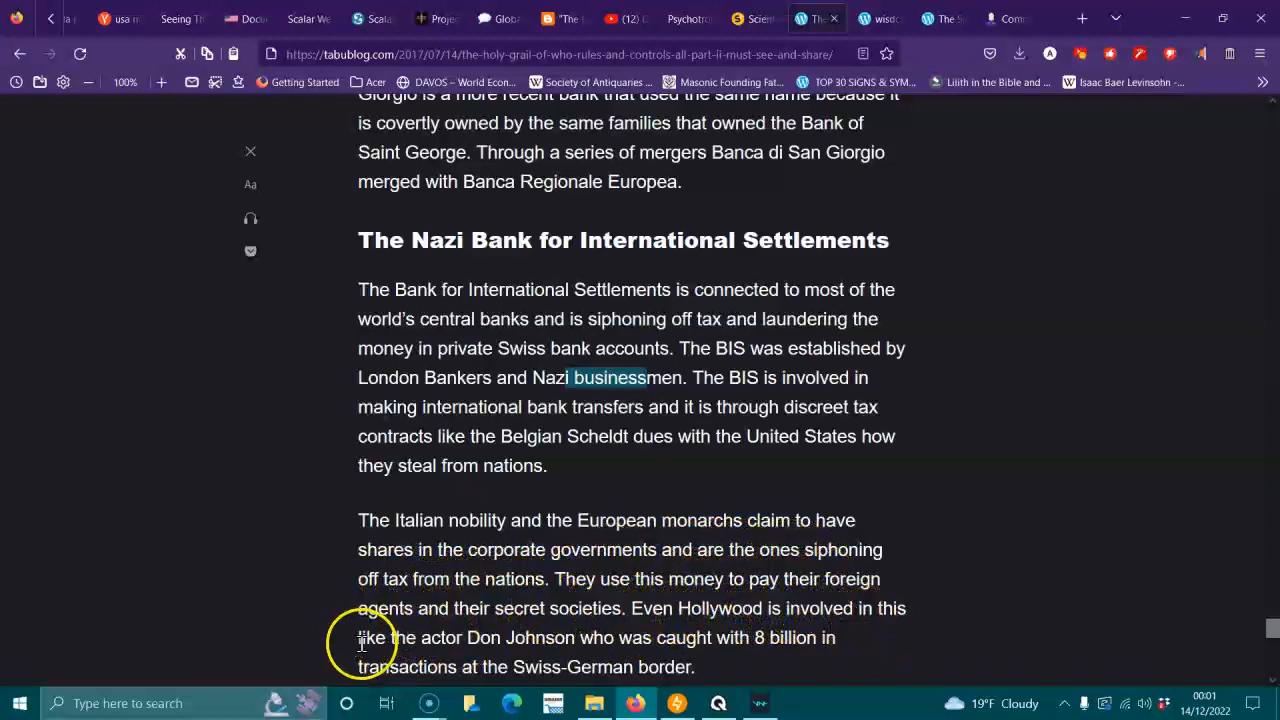 usa m
Seeing Th
Docu
Scalar We
Scala
Projec
Globa
"The
(12) D
Psychotro
Scien
The
wisdo
The S
Com
https://tabublog.com/2017/07/14/the-holy-grail-of-who-rules-and-controls-all-part-ii-must-see-and-share/
100%
Getting Started
Acer
DAVOS – World Econ...
Society of Antiquaries ...
Masonic Founding Fat...
TOP 30 SIGNS & SYM...
Lilith in the Bible and ...
Isaac Baer Levinsohn -...
Giorgio is a more recent bank that used the same name because it
is covertly owned by the same families that owned the Bank of
Saint George. Through a series of mergers Banca di San Giorgio
merged with Banca Regionale Europea.
Aa
The Nazi Bank for International Settlements
The Bank for International Settlements is connected to most of the
world's central banks and is siphoning off tax and laundering the
money in private Swiss bank accounts. The BIS was established by
London Bankers and Nazi businessmen. The BIS is involved in
making international bank transfers and it is through discreet tax
contracts like the Belgian Scheldt dues with the United States how
they steal from nations.
The Italian nobility and the European monarchs claim to have
shares in the corporate governments and are the ones siphoning
off tax from the nations. They use this money to pay their foreign
agents and their secret societies. Even Hollywood is involved in this
like the actor Don Johnson who was caught with 8 billion in
transactions at the Swiss-German border.
Type here to search
19°F Cloudy
00:01
14/12/2022